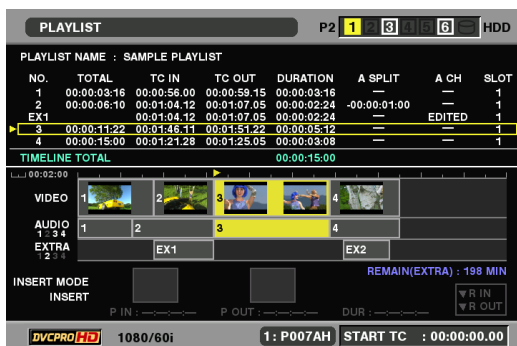 PLAYLIST P2 1 2 3 4 5 6 HDD
PLAYLIST NAME : SAMPLE PLAYLIST
NO. TOTAL TC IN TC OUT DURATION A SPLIT A CH SLOT
1 00:00:03:16 00:00:56.00 00:00:59.15 00:00:03:16 — — 1
2 00:00:06:10 00:01:04.12 00:01:07.05 00:00:02:24 -00:00:01:00 — 1
EX1 00:01:04.12 00:01:07.05 00:00:02:24 — EDITED 1
3 00:00:11:22 00:01:46.11 00:01:51.22 00:00:05:12 — — 1
4 00:00:15:00 00:01:21.28 00:01:25.05 00:00:03:08 — — 1
TIMELINE TOTAL 00:00:15:00
00:02:00
VIDEO 1 2 3 4
AUDIO 1 2 3 4
1 2 3 4
EXTRA EX1 EX2
1 2 3 4
REMAIN(EXTRA) : 198 MIN
INSERT MODE
INSERT
▼R IN
▼R OUT
P IN : —:—:—:— P OUT : —:—:—:— DUR : —:—:—:—
DVCPRO HD 1080/60i 1: P007AH START TC : 00:00:00.00